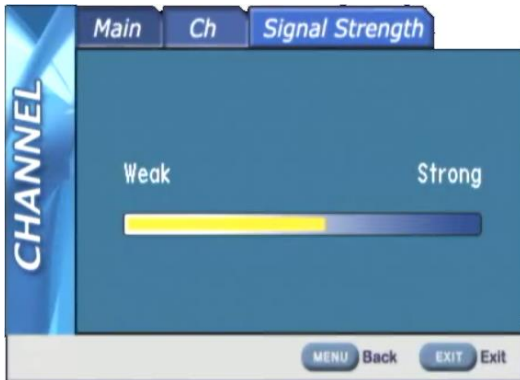 Main Ch Signal Strength
CHANNEL
Weak Strong
MENU Back EXIT Exit